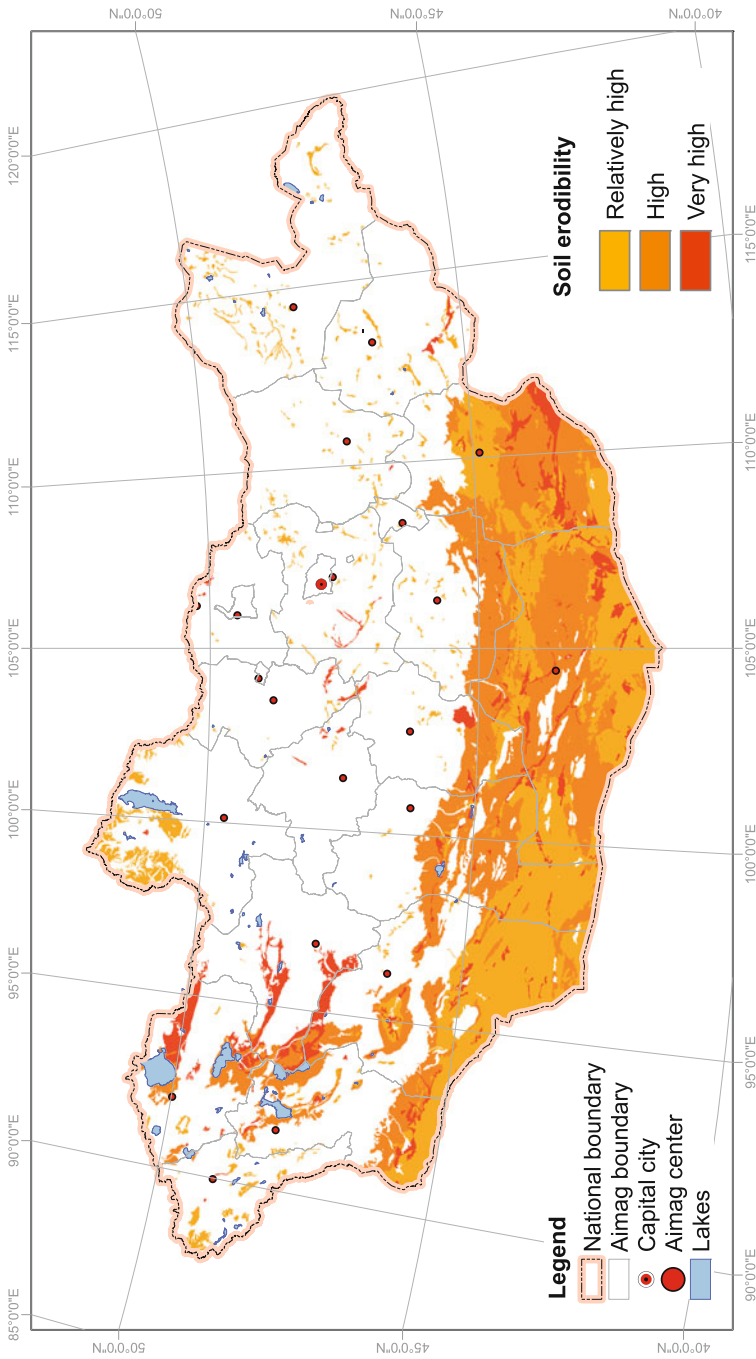 85°0'0"E
90°0'0"E
95°0'0"E
100°0'0"E
105°0'0"E
110°0'0"E
115°0'0"E
120°0'0"E
50°0'0"N
50°0'0"N
45°0'0"N
45°0'0"N
40°0'0"N
40°0'0"N
Legend
National boundary
Aimag boundary
Capital city
Aimag center
Lakes
Soil erodibility
Relatively high
High
Very high
90°0'0"E
95°0'0"E
100°0'0"E
105°0'0"E
110°0'0"E
115°0'0"E